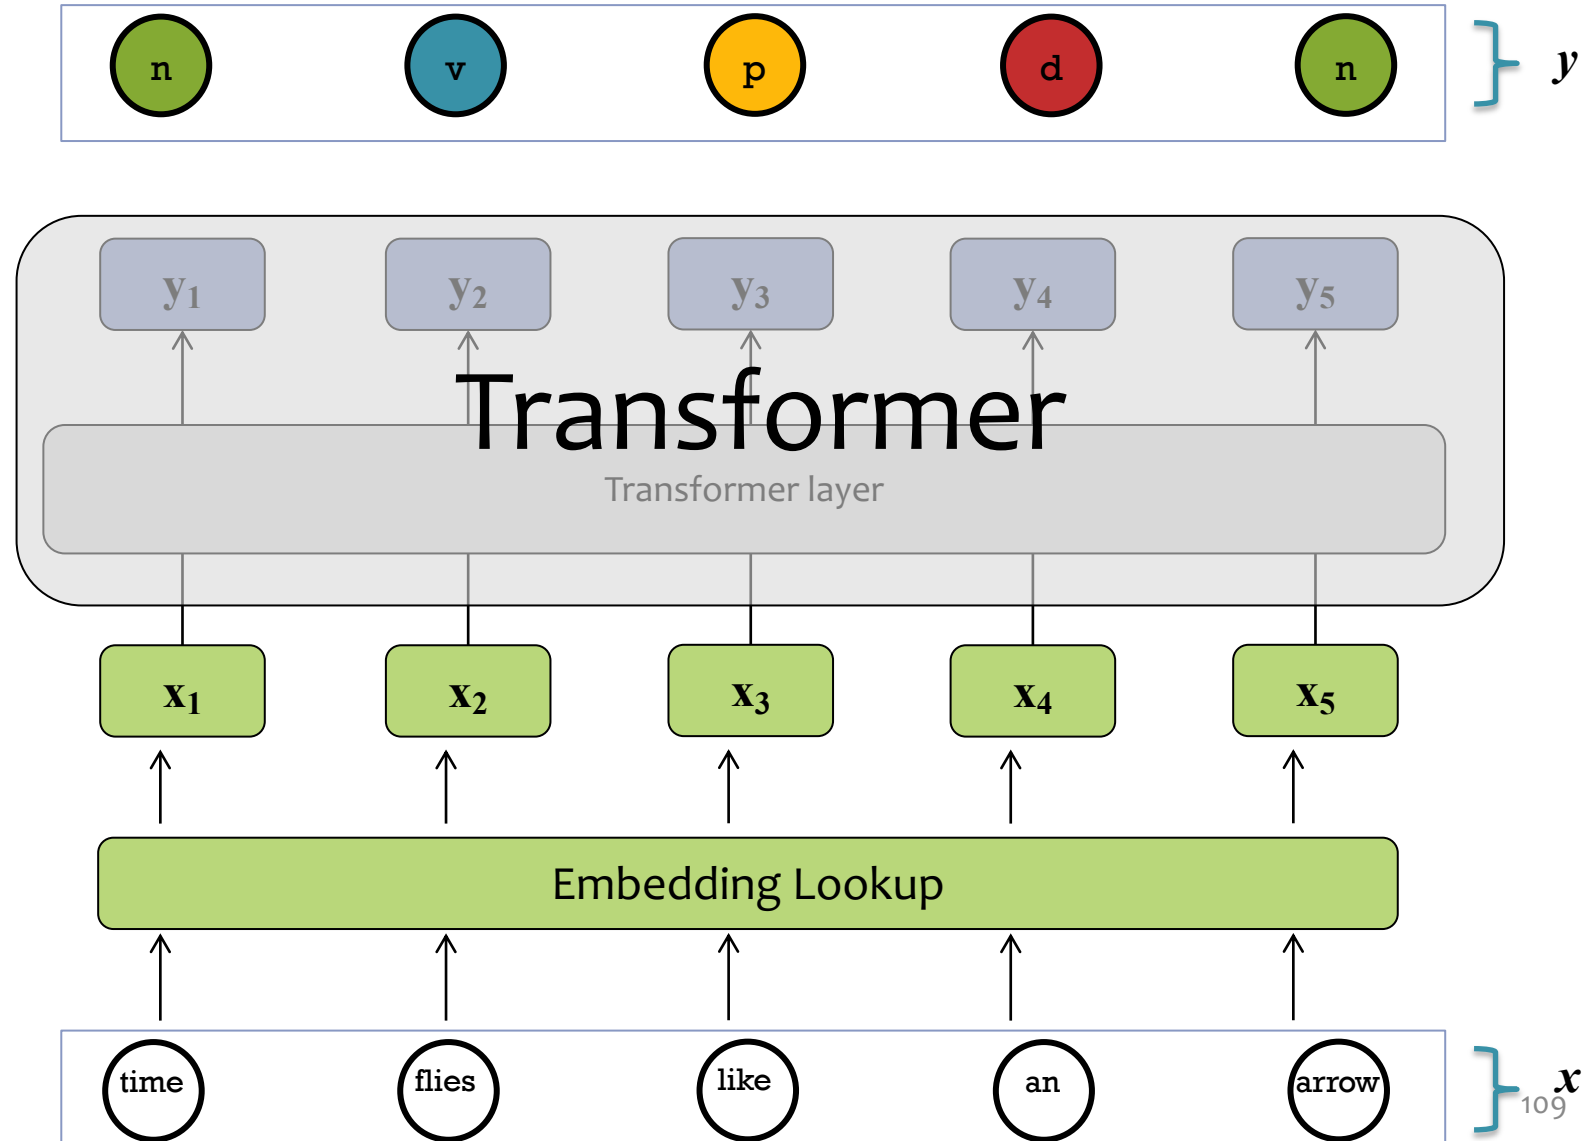 n v p d n y
y1 y2 y3 y4 y5
Transformer
Transformer layer
x1 x2 x3 x4 x5
Embedding Lookup
time flies like an arrow x
109